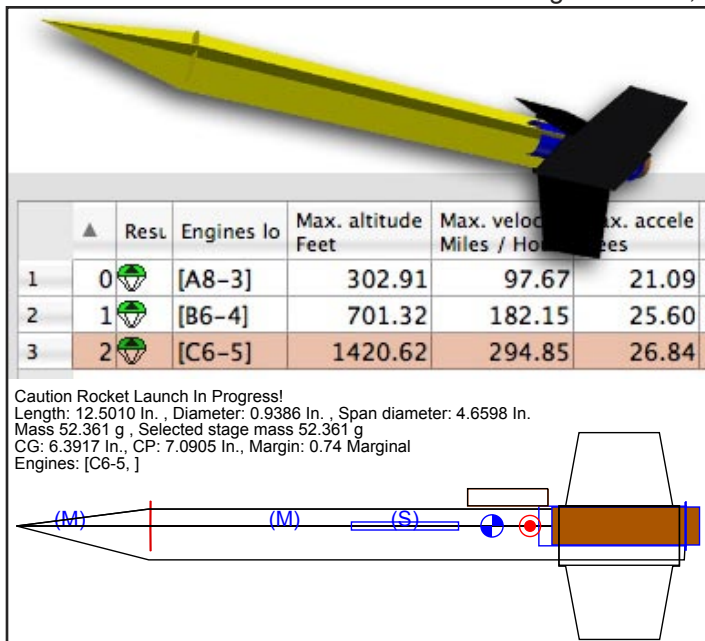 ▲ Resu Engines lo Max. altitude Feet Max. veloc Miles / Hou x. accele ees
1 0 [A8-3] 302.91 97.67 21.09
2 1 [B6-4] 701.32 182.15 25.60
3 2 [C6-5] 1420.62 294.85 26.84
Caution Rocket Launch In Progress!
Length: 12.5010 In. , Diameter: 0.9386 In. , Span diameter: 4.6598 In.
Mass 52.361 g , Selected stage mass 52.361 g
CG: 6.3917 In., CP: 7.0905 In., Margin: 0.74 Marginal
Engines: [C6-5, ]
(M) (M) (S)